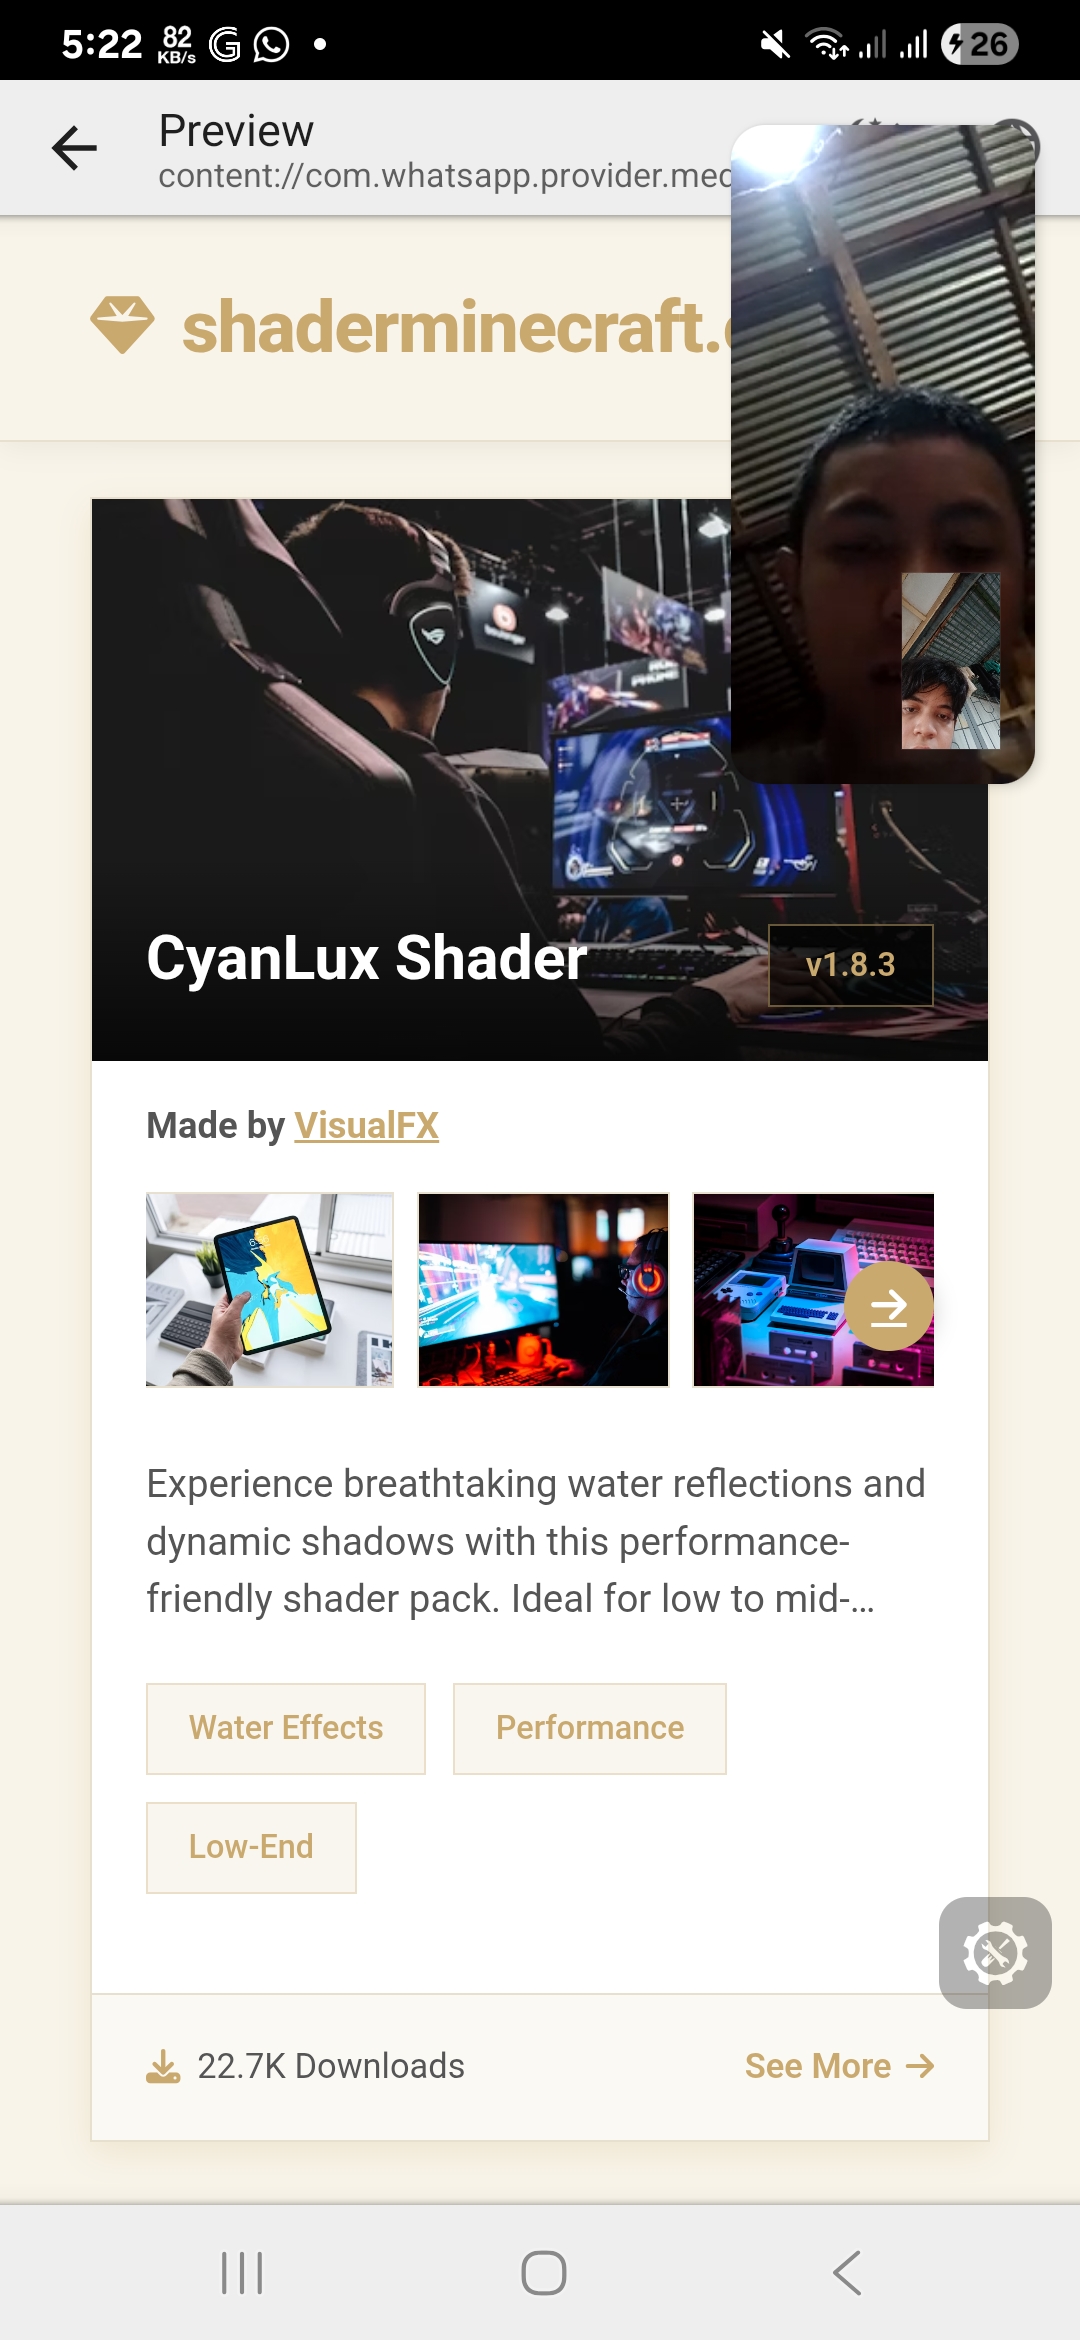 5:22 82 KB/s 26
Preview
content://com.whatsapp.provider.med
shaderminecraft.
CyanLux Shader
v1.8.3
Made by VisualFX
Experience breathtaking water reflections and
dynamic shadows with this performance-
friendly shader pack. Ideal for low to mid-...
Water Effects Performance
Low-End
22.7K Downloads See More